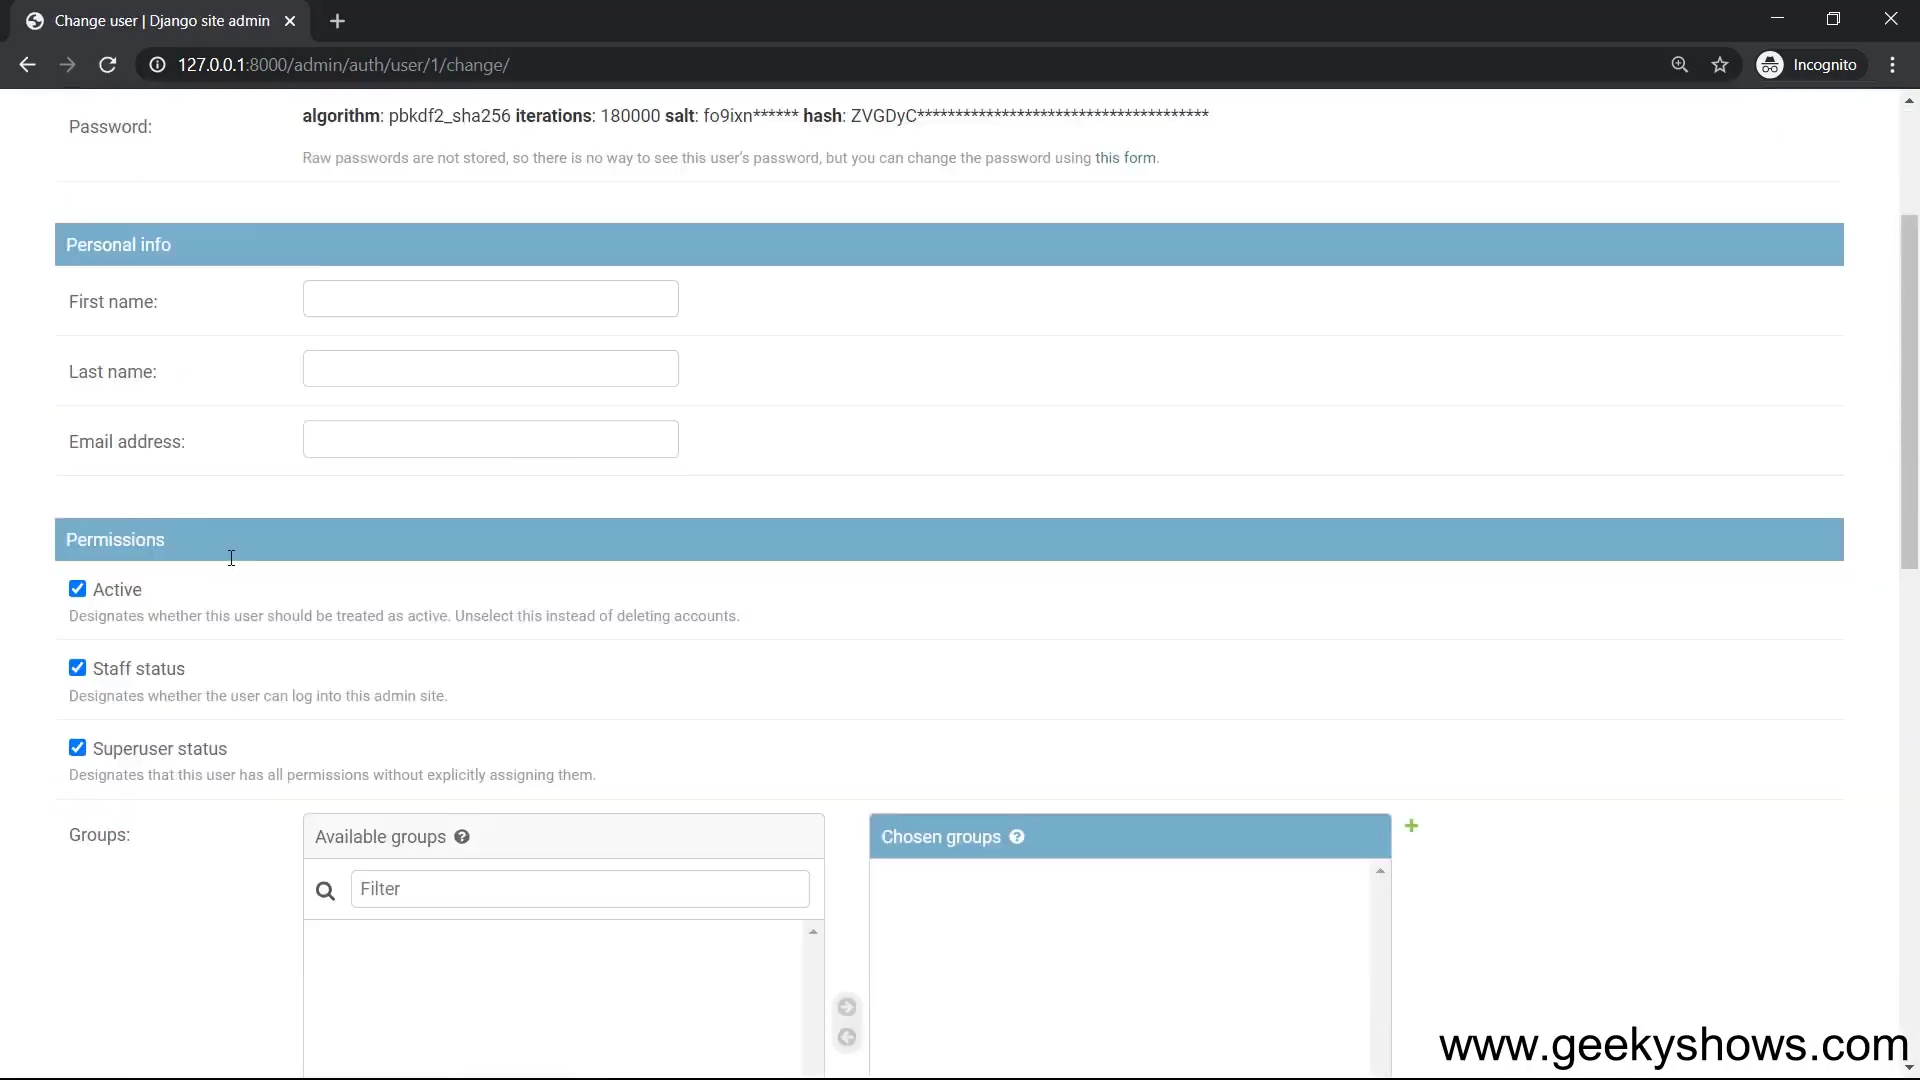 Change user | Django site admin
127.0.0.1:8000/admin/auth/user/1/change/
Incognito
Password:
algorithm: pbkdf2_sha256 iterations: 180000 salt: fo9ixn****** hash: ZVGDyC**************************************
Raw passwords are not stored, so there is no way to see this user's password, but you can change the password using this form.
Personal info
First name:
Last name:
Email address:
Permissions
Active
Designates whether this user should be treated as active. Unselect this instead of deleting accounts.
Staff status
Designates whether the user can log into this admin site.
Superuser status
Designates that this user has all permissions without explicitly assigning them.
Groups:
Available groups
Chosen groups
Filter
www.geekyshows.com